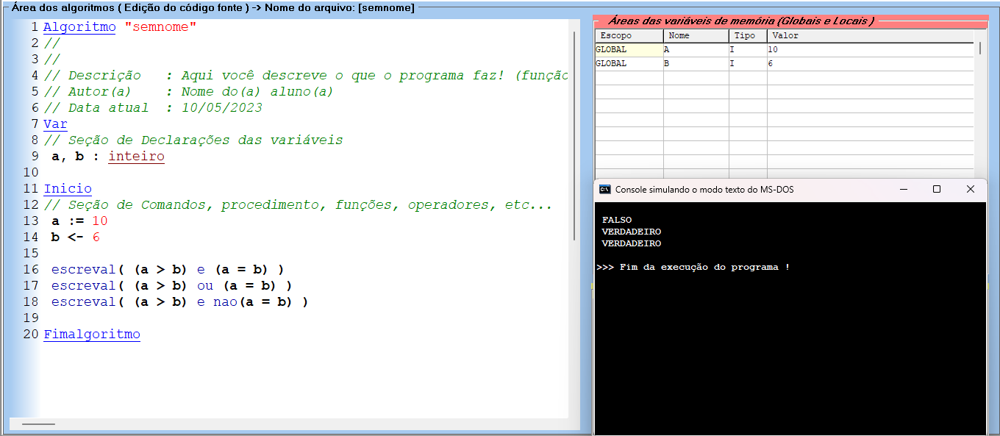 Área dos algoritmos ( Edição do código fonte ) -> Nome do arquivo: [semnome]
1 Algoritmo "semnome"
2 //
3 //
4 // Descrição   : Aqui você descreve o que o programa faz! (função
5 // Autor(a)    : Nome do(a) aluno(a)
6 // Data atual  : 10/05/2023
7 Var
8 // Seção de Declarações das variáveis
9  a, b : inteiro
10
11 Inicio
12 // Seção de Comandos, procedimento, funções, operadores, etc...
13  a := 10
14  b <- 6
15
16  escreval( (a > b) e (a = b) )
17  escreval( (a > b) ou (a = b) )
18  escreval( (a > b) e nao(a = b) )
19
20 Fimalgoritmo
Áreas das variáveis de memória (Globais e Locais )
Escopo Nome Tipo Valor
GLOBAL A I 10
GLOBAL B I 6
C:\ Console simulando o modo texto do MS-DOS
FALSO
VERDADEIRO
VERDADEIRO
>>> Fim da execução do programa !